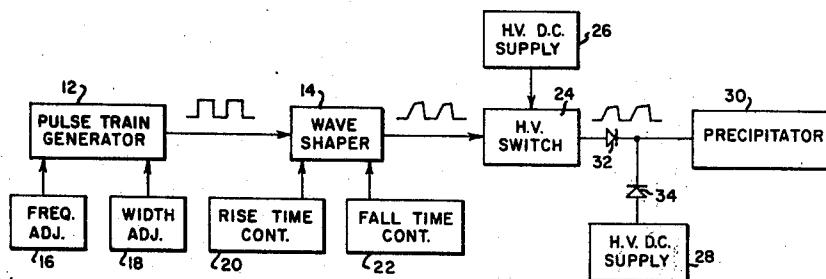 H.V. D.C.
SUPPLY
26
12
PULSE TRAIN
GENERATOR
14
WAVE
SHAPER
24
H.V.
SWITCH
32
30
PRECIPITATOR
34
FREQ.
ADJ.
16
WIDTH
ADJ.
18
RISE TIME
CONT.
20
FALL TIME
CONT.
22
H.V. D.C.
SUPPLY
28